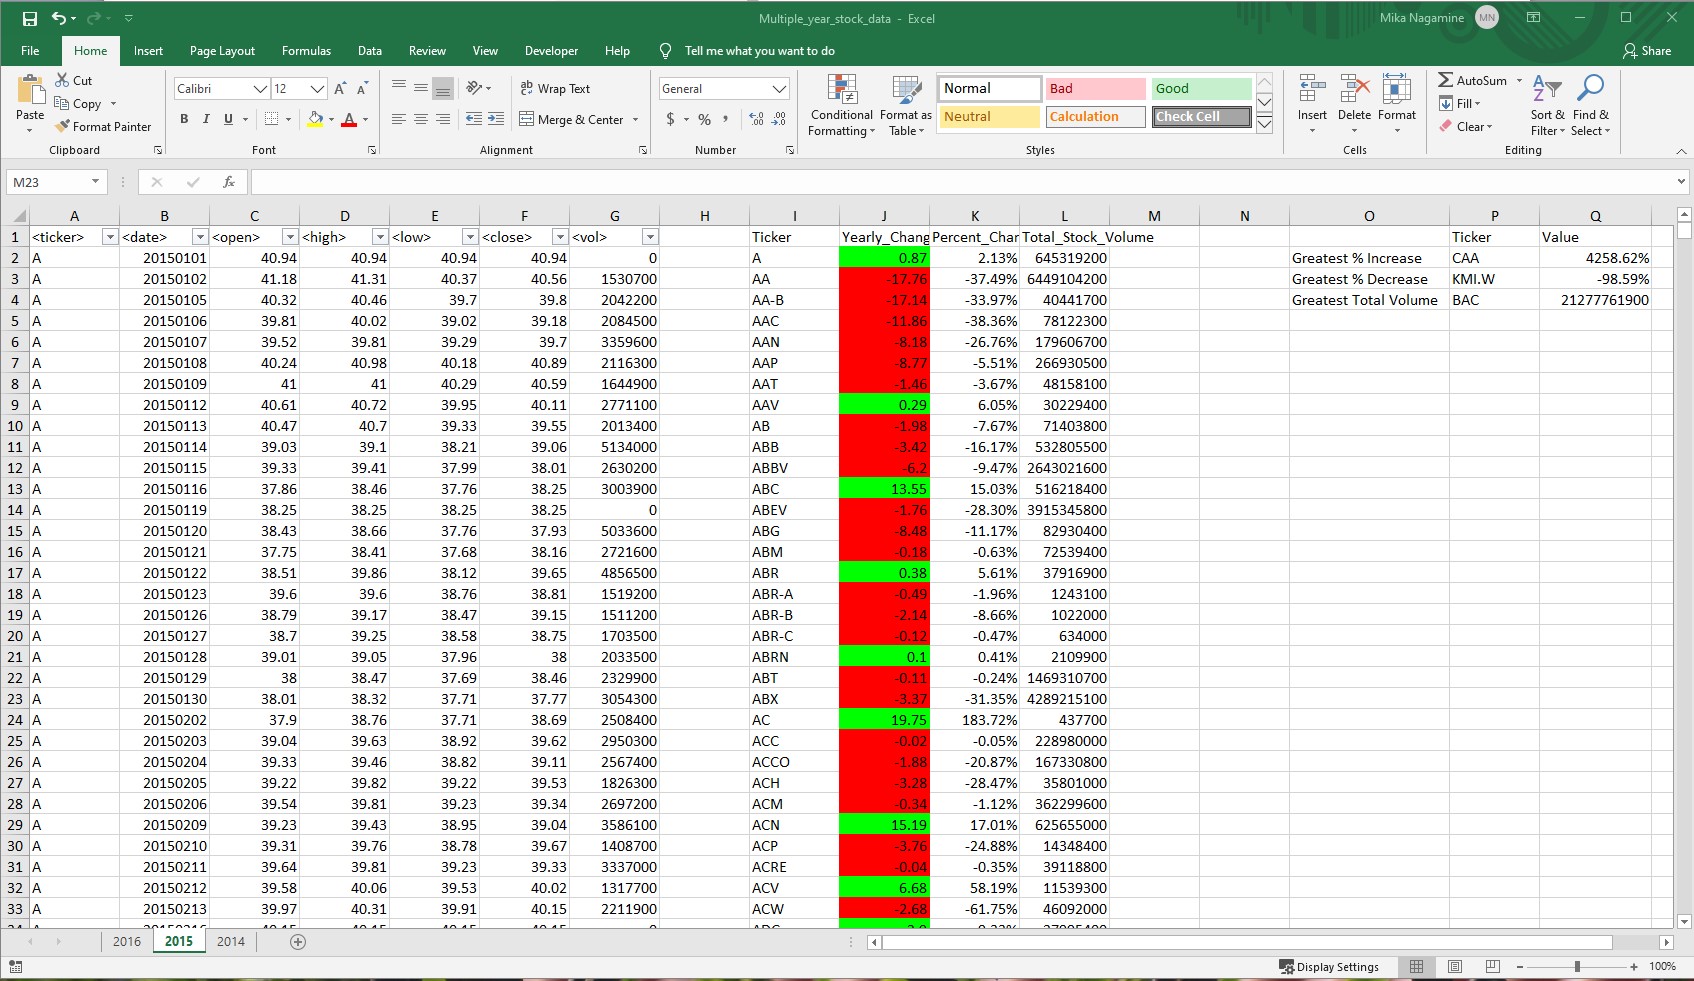 Multiple_year_stock_data - Excel
Mika Nagamine MN
File Home Insert Page Layout Formulas Data Review View Developer Help Tell me what you want to do Share
Paste Cut Copy Format Painter Clipboard
Calibri 12 A A B I U A Font
ab Wrap Text Merge & Center Alignment
General $ % , Number
Conditional Formatting Format as Table
Normal Bad Good
Neutral Calculation Check Cell
Styles
Insert Delete Format Cells
AutoSum Fill Clear Sort & Filter Find & Select Editing
M23 fx
A B C D E F G H I J K L M N O P Q
1 <ticker> <date> <open> <high> <low> <close> <vol> Ticker Yearly_Chang Percent_Char Total_Stock_Volume Ticker Value
2 A 20150101 40.94 40.94 40.94 40.94 0 A 0.87 2.13% 645319200 Greatest % Increase CAA 4258.62%
3 A 20150102 41.18 41.31 40.37 40.56 1530700 AA -17.76 -37.49% 6449104200 Greatest % Decrease KMI.W -98.59%
4 A 20150105 40.32 40.46 39.7 39.8 2042200 AA-B -17.14 -33.97% 40441700 Greatest Total Volume BAC 21277761900
5 A 20150106 39.81 40.02 39.02 39.18 2084500 AAC -11.86 -38.36% 78122300
6 A 20150107 39.52 39.81 39.29 39.7 3359600 AAN -8.18 -26.76% 179606700
7 A 20150108 40.24 40.98 40.18 40.89 2116300 AAP -8.77 -5.51% 266930500
8 A 20150109 41 41 40.29 40.59 1644900 AAT -1.46 -3.67% 48158100
9 A 20150112 40.61 40.72 39.95 40.11 2771100 AAV 0.29 6.05% 30229400
10 A 20150113 40.47 40.7 39.33 39.55 2013400 AB -1.98 -7.67% 71403800
11 A 20150114 39.03 39.1 38.21 39.06 5134000 ABB -3.42 -16.17% 532805500
12 A 20150115 39.33 39.41 37.99 38.01 2630200 ABBV -6.2 -9.47% 2643021600
13 A 20150116 37.86 38.46 37.76 38.25 3003900 ABC 13.55 15.03% 516218400
14 A 20150119 38.25 38.25 38.25 38.25 0 ABEV -1.76 -28.30% 3915345800
15 A 20150120 38.43 38.66 37.76 37.93 5033600 ABG -8.48 -11.17% 82930400
16 A 20150121 37.75 38.41 37.68 38.16 2721600 ABM -0.18 -0.63% 72539400
17 A 20150122 38.51 39.86 38.12 39.65 4856500 ABR 0.38 5.61% 37916900
18 A 20150123 39.6 39.6 38.76 38.81 1519200 ABR-A -0.49 -1.96% 1243100
19 A 20150126 38.79 39.17 38.47 39.15 1511200 ABR-B -2.14 -8.66% 1022000
20 A 20150127 38.7 39.25 38.58 38.75 1703500 ABR-C -0.12 -0.47% 634000
21 A 20150128 39.01 39.05 37.96 38 2033500 ABRN 0.1 0.41% 2109900
22 A 20150129 38 38.47 37.69 38.46 2329900 ABT -0.11 -0.24% 1469310700
23 A 20150130 38.01 38.32 37.71 37.77 3054300 ABX -3.37 -31.35% 4289215100
24 A 20150202 37.9 38.76 37.71 38.69 2508400 AC 19.75 183.72% 437700
25 A 20150203 39.04 39.63 38.92 39.62 2950300 ACC -0.02 -0.05% 228980000
26 A 20150204 39.33 39.46 38.82 39.11 2567400 ACCO -1.88 -20.87% 167330800
27 A 20150205 39.22 39.82 39.22 39.53 1826300 ACH -3.28 -28.47% 35801000
28 A 20150206 39.54 39.81 39.23 39.34 2697200 ACM -0.34 -1.12% 362299600
29 A 20150209 39.23 39.43 38.95 39.04 3586100 ACN 15.19 17.01% 625655000
30 A 20150210 39.31 39.76 38.78 39.67 1408700 ACP -3.76 -24.88% 14348400
31 A 20150211 39.64 39.81 39.23 39.33 3337000 ACRE -0.04 -0.35% 39118800
32 A 20150212 39.58 40.06 39.53 40.02 1317700 ACV 6.68 58.19% 11539300
33 A 20150213 39.97 40.31 39.91 40.15 2211900 ACW -2.68 -61.75% 46092000
2016 2015 2014
Display Settings 100%